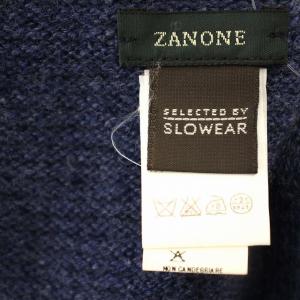 ZANONE
SELECTED BY
SLOWEAR
NON CANDEGGIARE